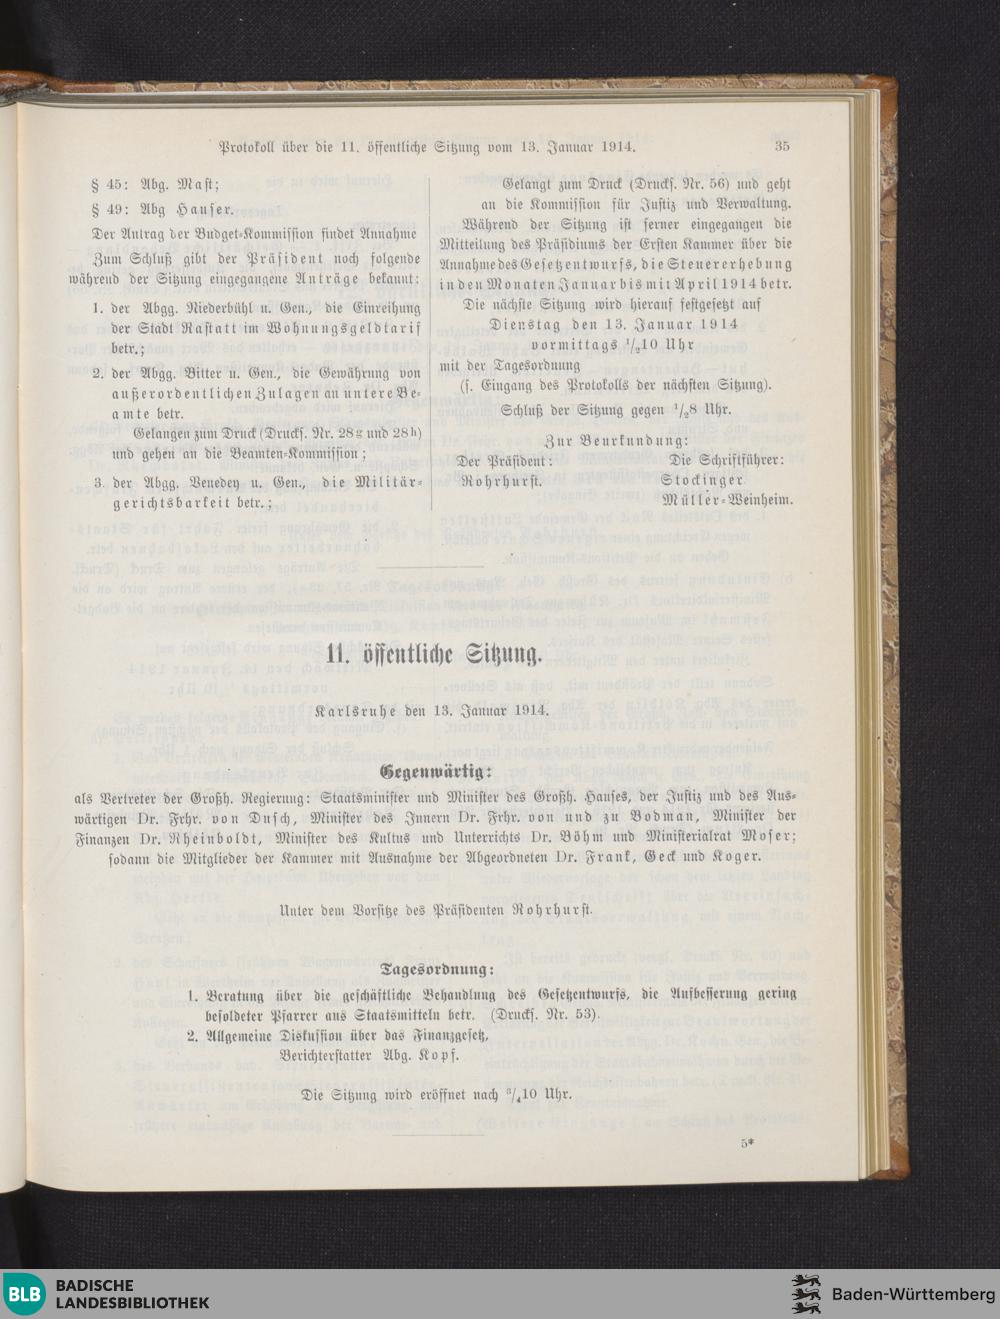 Protokoll über die 11. öffentliche Sitzung vom 13. Januar 1914. 35
§ 45: Abg. Mast;
§ 49: Abg Hauser.
Der Antrag der Budget-Kommission findet Annahme
Zum Schluß gibt der Präsident noch folgende
während der Sitzung eingegangene Anträge bekannt:
1. der Abgg. Niederbühl u. Gen., die Einreihung
der Stadt Rastatt im Wohnungsgeldtarif
betr.;
2. der Abgg. Bitter u. Gen., die Gewährung von
außerordentlichen Zulagen an untere Be-
amte betr.
Gelangen zum Druck (Drucks. Nr. 28g und 28h)
und gehen an die Beamten-Kommission;
3. der Abgg. Venedey u. Gen., die Militär-
gerichtsbarkeit betr.;
Gelangt zum Druck (Drucks. Nr. 56) und geht
an die Kommission für Justiz und Verwaltung.
Während der Sitzung ist ferner eingegangen die
Mitteilung des Präsidiums der Ersten Kammer über die
Annahme des Gesetzentwurfs, die Steuererhebung
in den Monaten Januar bis mit April 1914 betr.
Die nächste Sitzung wird hierauf festgesetzt auf
Dienstag den 13. Januar 1914
vormittags 1/2 10 Uhr
mit der Tagesordnung
(s. Eingang des Protokolls der nächsten Sitzung).
Schluß der Sitzung gegen 1/2 8 Uhr.
Zur Beurkundung:
Der Präsident: Die Schriftführer:
Rohrhurst. Stockinger
Müller-Weinheim.
11. öffentliche Sitzung.
Karlsruhe den 13. Januar 1914.
Gegenwärtig:
als Vertreter der Großh. Regierung: Staatsminister und Minister des Großh. Hauses, der Justiz und des Aus-
wärtigen Dr. Frhr. von Dusch, Minister des Innern Dr. Frhr. von und zu Bodman, Minister der
Finanzen Dr. Rheinboldt, Minister des Kultus und Unterrichts Dr. Böhm und Ministerialrat Moser;
sodann die Mitglieder der Kammer mit Ausnahme der Abgeordneten Dr. Frank, Geck und Koger.
Unter dem Vorsitze des Präsidenten Rohrhurst.
Tagesordnung:
1. Beratung über die geschäftliche Behandlung des Gesetzentwurfs, die Aufbesserung gering
besoldeter Pfarrer aus Staatsmitteln betr. (Drucks. Nr. 53).
2. Allgemeine Diskussion über das Finanzgesetz,
Berichterstatter Abg. Kopf.
Die Sitzung wird eröffnet nach 3/4 10 Uhr.
5*
BLB BADISCHE
LANDESBIBLIOTHEK
Baden-Württemberg